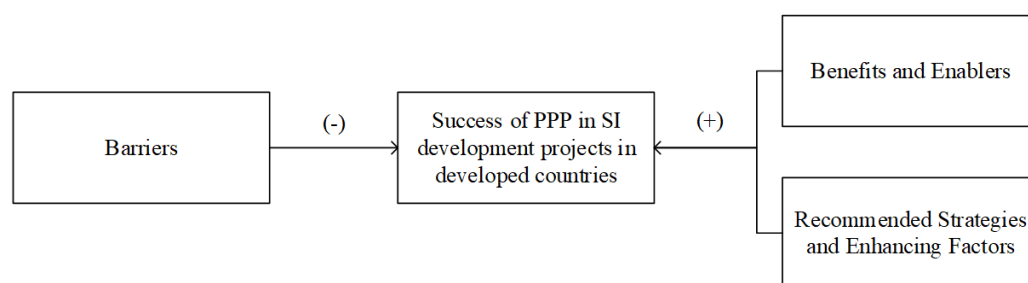 Barriers
(-)
Success of PPP in SI
development projects in
developed countries
(+)
Benefits and Enablers
Recommended Strategies
and Enhancing Factors